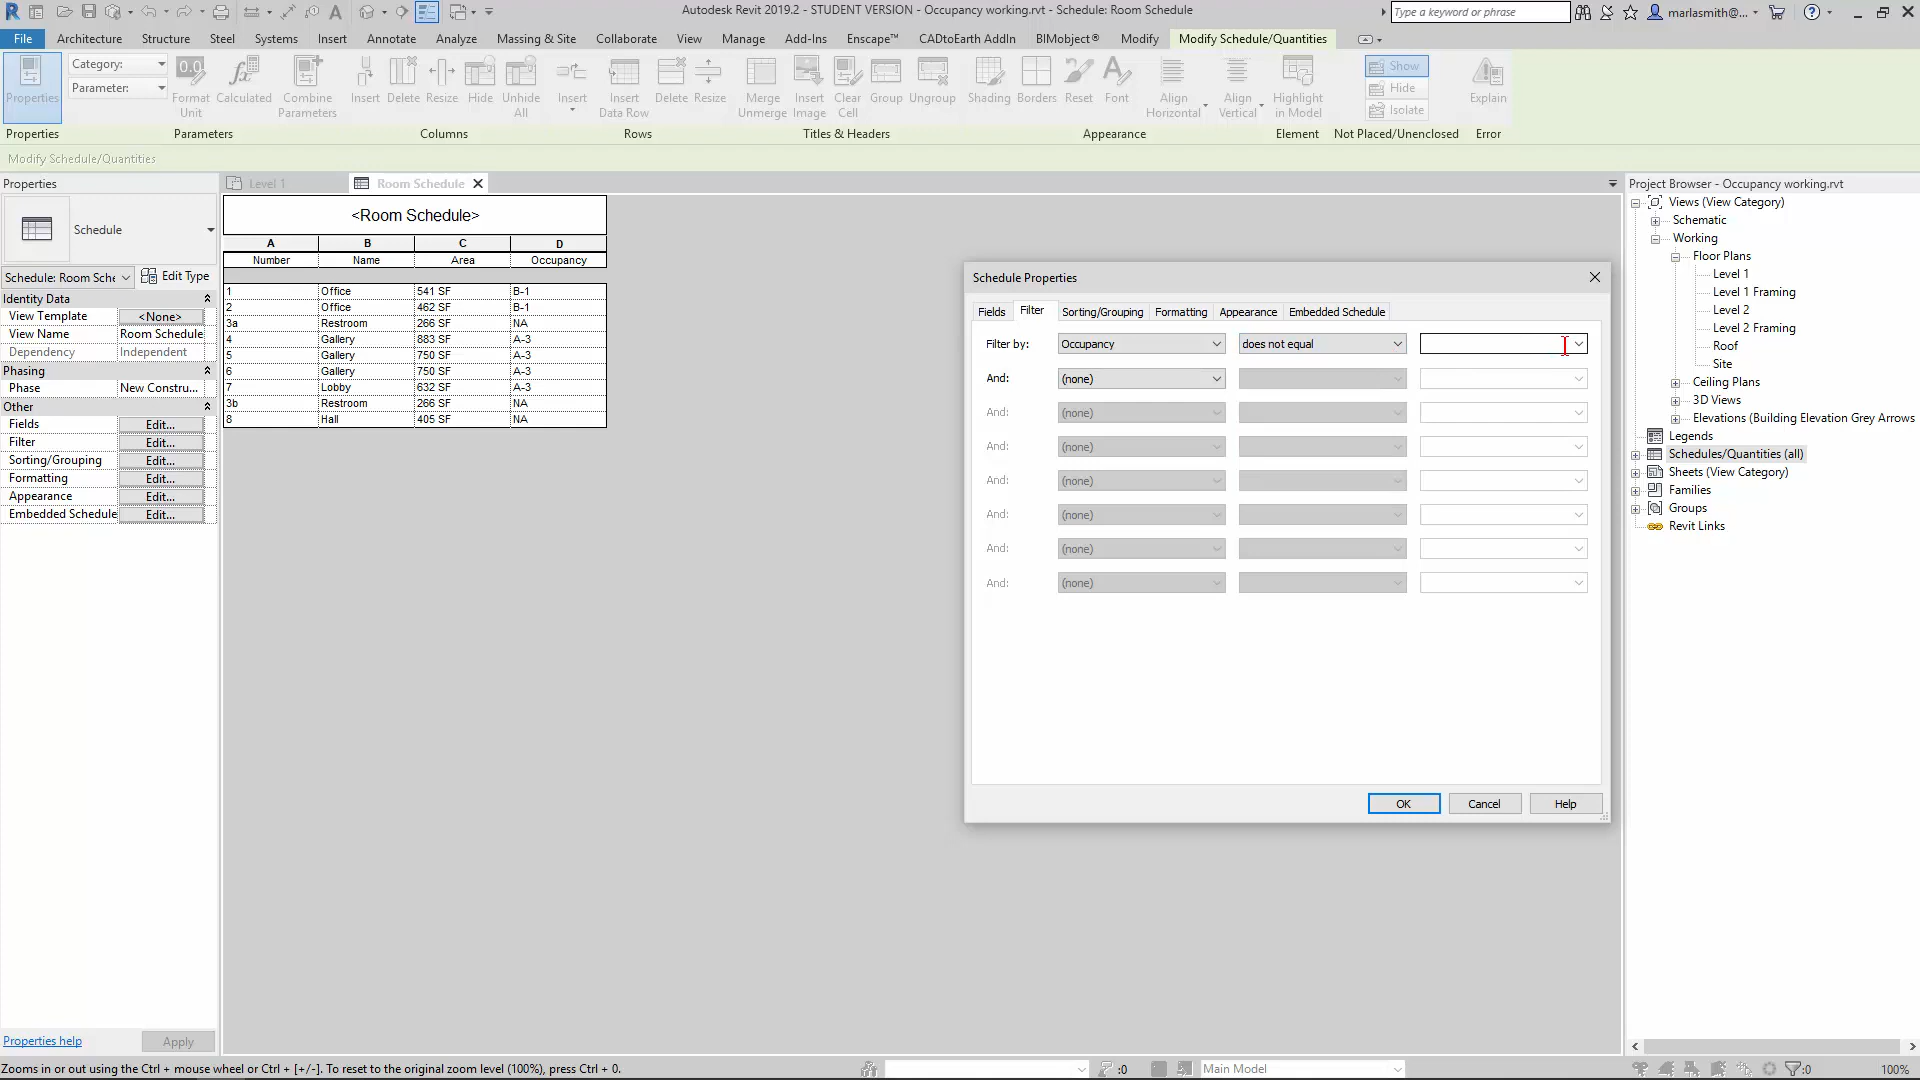 Autodesk Revit 2019.2 - STUDENT VERSION - Occupancy working.rvt - Schedule: Room Schedule
Type a keyword or phrase
marlasmith@...
File Architecture Structure Steel Systems Insert Annotate Analyze Massing & Site Collaborate View Manage Add-Ins Enscape™ CADtoEarth AddIn BIMobject® Modify Modify Schedule/Quantities
Properties
Category:
Parameter:
0.0
Format Unit
Calculated
Combine Parameters
Insert
Delete
Resize
Hide
Unhide All
Insert
Insert Data Row
Delete
Resize
Merge Unmerge
Insert Image
Clear Cell
Group
Ungroup
Shading
Borders
Reset
Font
Align Horizontal
Align Vertical
Highlight in Model
Show
Hide
Isolate
Explain
Properties Parameters Columns Rows Titles & Headers Appearance Element Not Placed/Unenclosed Error
Modify Schedule/Quantities
Properties
Schedule
Schedule: Room Sche
Edit Type
Identity Data
View Template <None>
View Name Room Schedule
Dependency Independent
Phasing
Phase New Constru...
Other
Fields Edit...
Filter Edit...
Sorting/Grouping Edit...
Formatting Edit...
Appearance Edit...
Embedded Schedule Edit...
Properties help
Apply
Level 1
Room Schedule
<Room Schedule>
A B C D
Number Name Area Occupancy
1 Office 541 SF B-1
2 Office 462 SF B-1
3a Restroom 266 SF NA
4 Gallery 883 SF A-3
5 Gallery 750 SF A-3
6 Gallery 750 SF A-3
7 Lobby 632 SF A-3
3b Restroom 266 SF NA
8 Hall 405 SF NA
Schedule Properties
Fields Filter Sorting/Grouping Formatting Appearance Embedded Schedule
Filter by: Occupancy does not equal
And: (none)
And: (none)
And: (none)
And: (none)
And: (none)
And: (none)
And: (none)
OK Cancel Help
Project Browser - Occupancy working.rvt
Views (View Category)
Schematic
Working
Floor Plans
Level 1
Level 1 Framing
Level 2
Level 2 Framing
Roof
Site
Ceiling Plans
3D Views
Elevations (Building Elevation Grey Arrows
Legends
Schedules/Quantities (all)
Sheets (View Category)
Families
Groups
Revit Links
Zooms in or out using the Ctrl + mouse wheel or Ctrl + [+/-]. To reset to the original zoom level (100%), press Ctrl + 0.
:0
Main Model
:0
100%